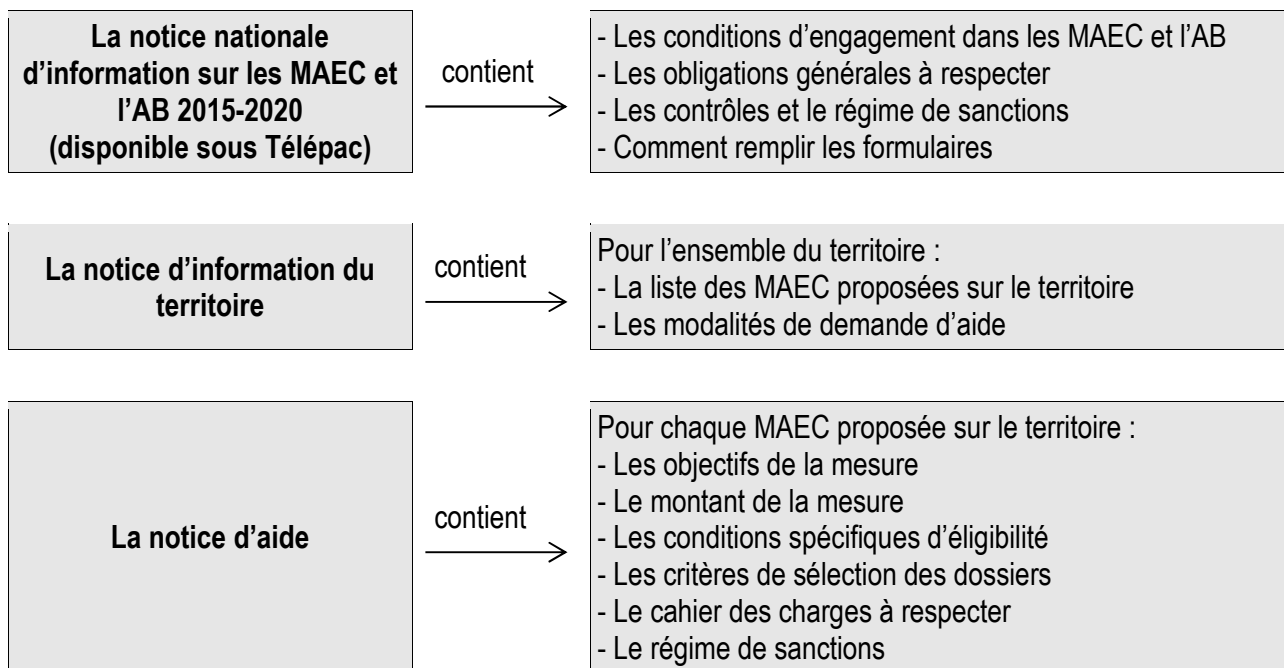 La notice nationale
d’information sur les MAEC et
l’AB 2015-2020
(disponible sous Télépac)
contient
- Les conditions d’engagement dans les MAEC et l’AB
- Les obligations générales à respecter
- Les contrôles et le régime de sanctions
- Comment remplir les formulaires
La notice d’information du
territoire
contient
Pour l’ensemble du territoire :
- La liste des MAEC proposées sur le territoire
- Les modalités de demande d’aide
La notice d’aide
contient
Pour chaque MAEC proposée sur le territoire :
- Les objectifs de la mesure
- Le montant de la mesure
- Les conditions spécifiques d’éligibilité
- Les critères de sélection des dossiers
- Le cahier des charges à respecter
- Le régime de sanctions